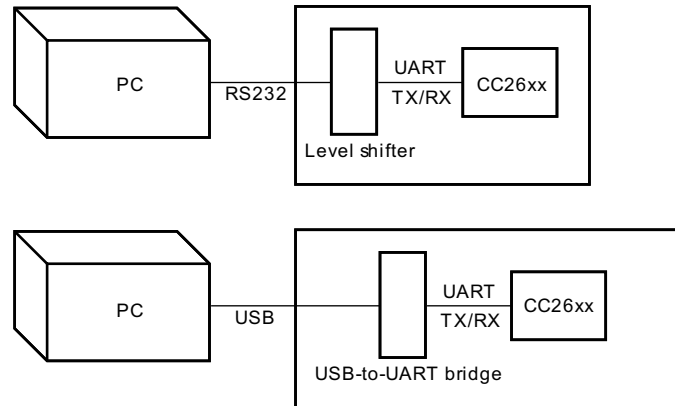 PC
RS232
UART
TX/RX
CC26xx
Level shifter
PC
USB
UART
TX/RX
CC26xx
USB-to-UART bridge